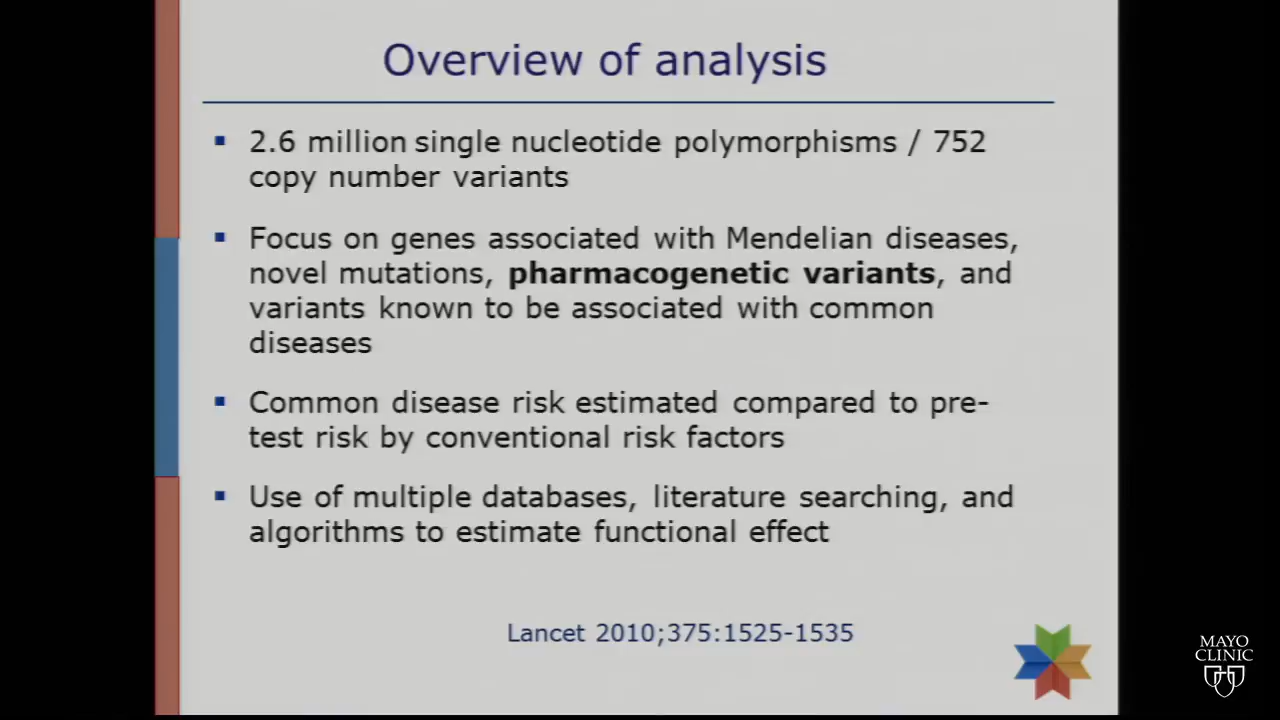 Overview of analysis
2.6 million single nucleotide polymorphisms / 752
copy number variants
Focus on genes associated with Mendelian diseases,
novel mutations, pharmacogenetic variants, and
variants known to be associated with common
diseases
Common disease risk estimated compared to pre-
test risk by conventional risk factors
Use of multiple databases, literature searching, and
algorithms to estimate functional effect
Lancet 2010;375:1525-1535
MAYO
CLINIC